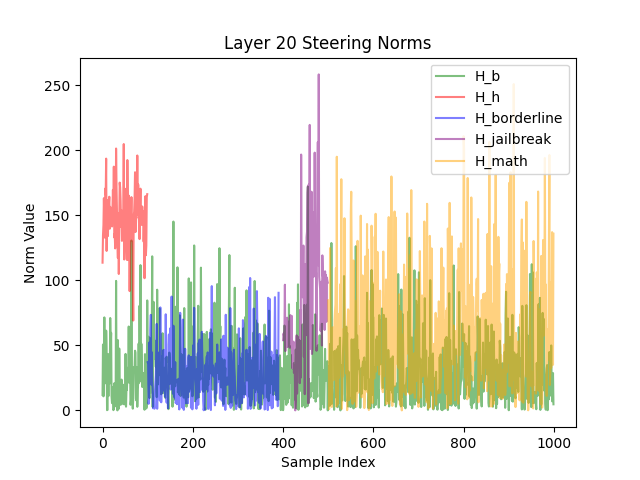 Layer 20 Steering Norms
H_b
H_h
H_borderline
H_jailbreak
H_math
Norm Value
250
200
150
100
50
0
0
200
400
600
800
1000
Sample Index